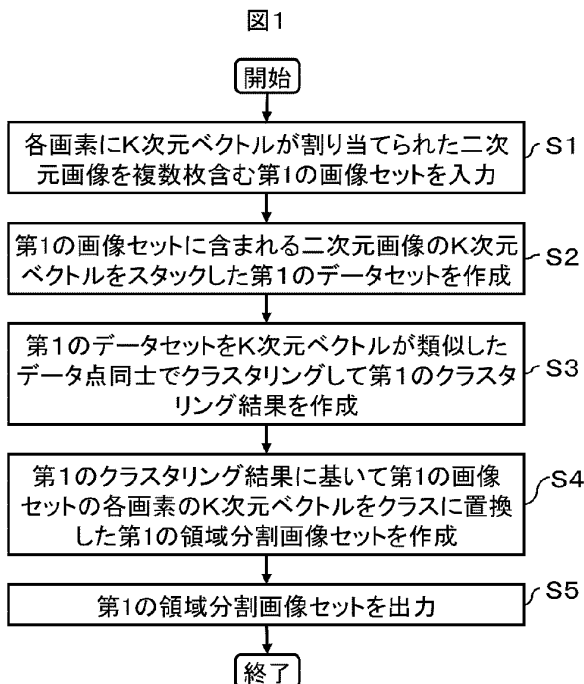 図1
開始
各画素にK次元ベクトルが割り当てられた二次
元画像を複数枚含む第1の画像セットを入力
S1
第1の画像セットに含まれる二次元画像のK次元
ベクトルをスタックした第1のデータセットを作成
S2
第1のデータセットをK次元ベクトルが類似した
データ点同士でクラスタリングして第1のクラスタ
リング結果を作成
S3
第1のクラスタリング結果に基いて第1の画像
セットの各画素のK次元ベクトルをクラスに置換
した第1の領域分割画像セットを作成
S4
第1の領域分割画像セットを出力
S5
終了